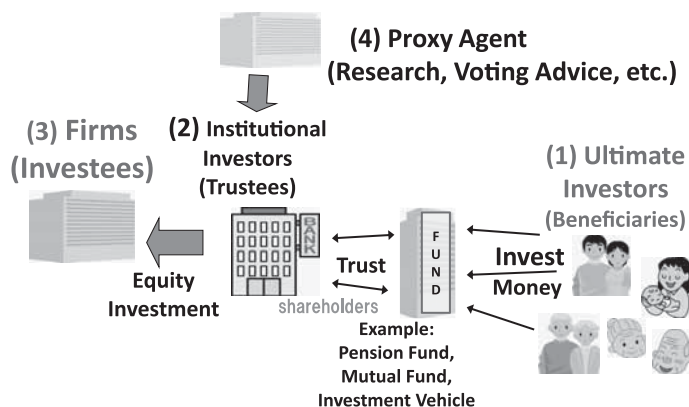 (4) Proxy Agent
(Research, Voting Advice, etc.)
(3) Firms
(Investees)
(2) Institutional
Investors
(Trustees)
(1) Ultimate
Investors
(Beneficiaries)
BANK
FUND
Trust
Invest
Money
Equity
Investment
shareholders
Example:
Pension Fund,
Mutual Fund,
Investment Vehicle